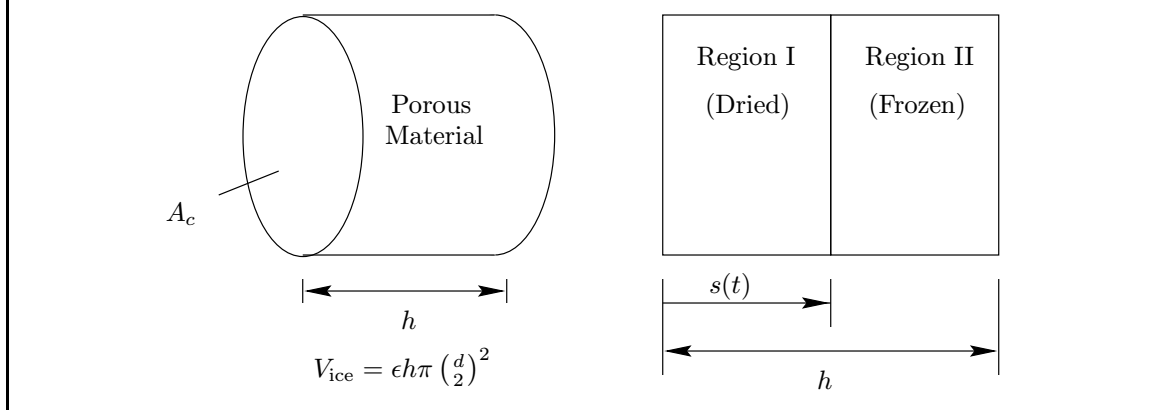 Porous
Material
A_c
h
V_ice = ϵhπ (d/2)^2
Region I
(Dried)
Region II
(Frozen)
s(t)
h